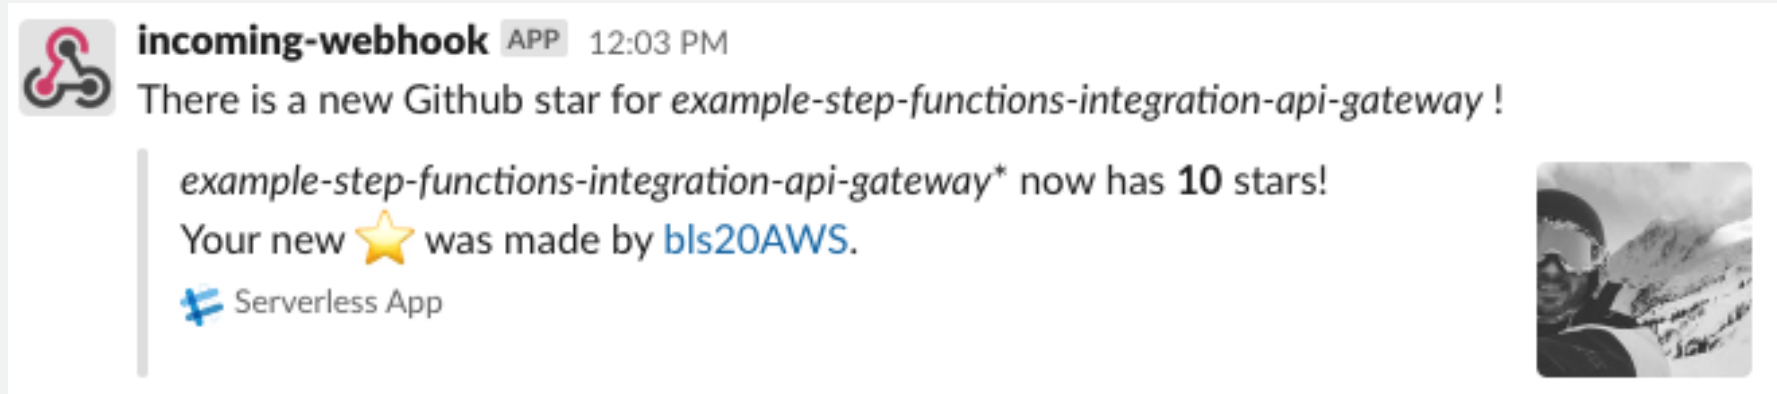 incoming-webhook APP 12:03 PM
There is a new Github star for example-step-functions-integration-api-gateway !
example-step-functions-integration-api-gateway* now has 10 stars!
Your new ⭐ was made by bls20AWS.
Serverless App